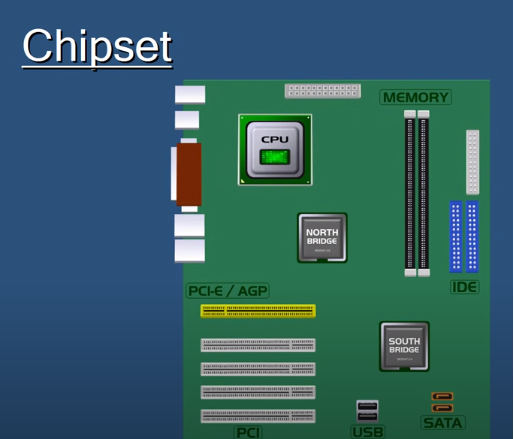 Chipset
MEMORY
CPU
NORTH
BRIDGE
PCI-E / AGP
IDE
SOUTH
BRIDGE
PCI
USB
SATA